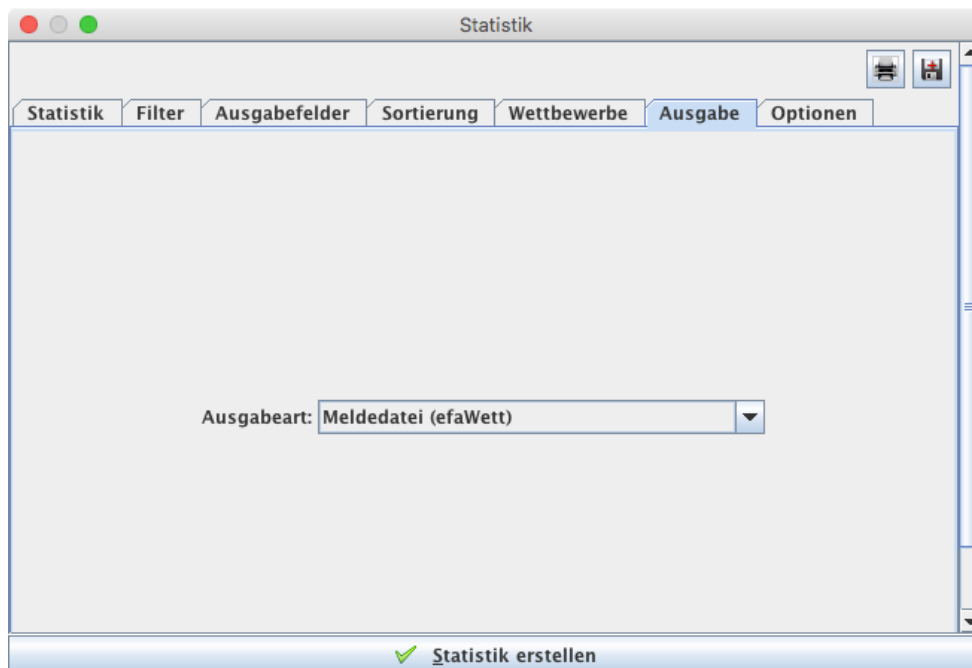 Statistik
Statistik Filter Ausgabefelder Sortierung Wettbewerbe Ausgabe Optionen
Ausgabeart: Meldedatei (efaWett)
Statistik erstellen